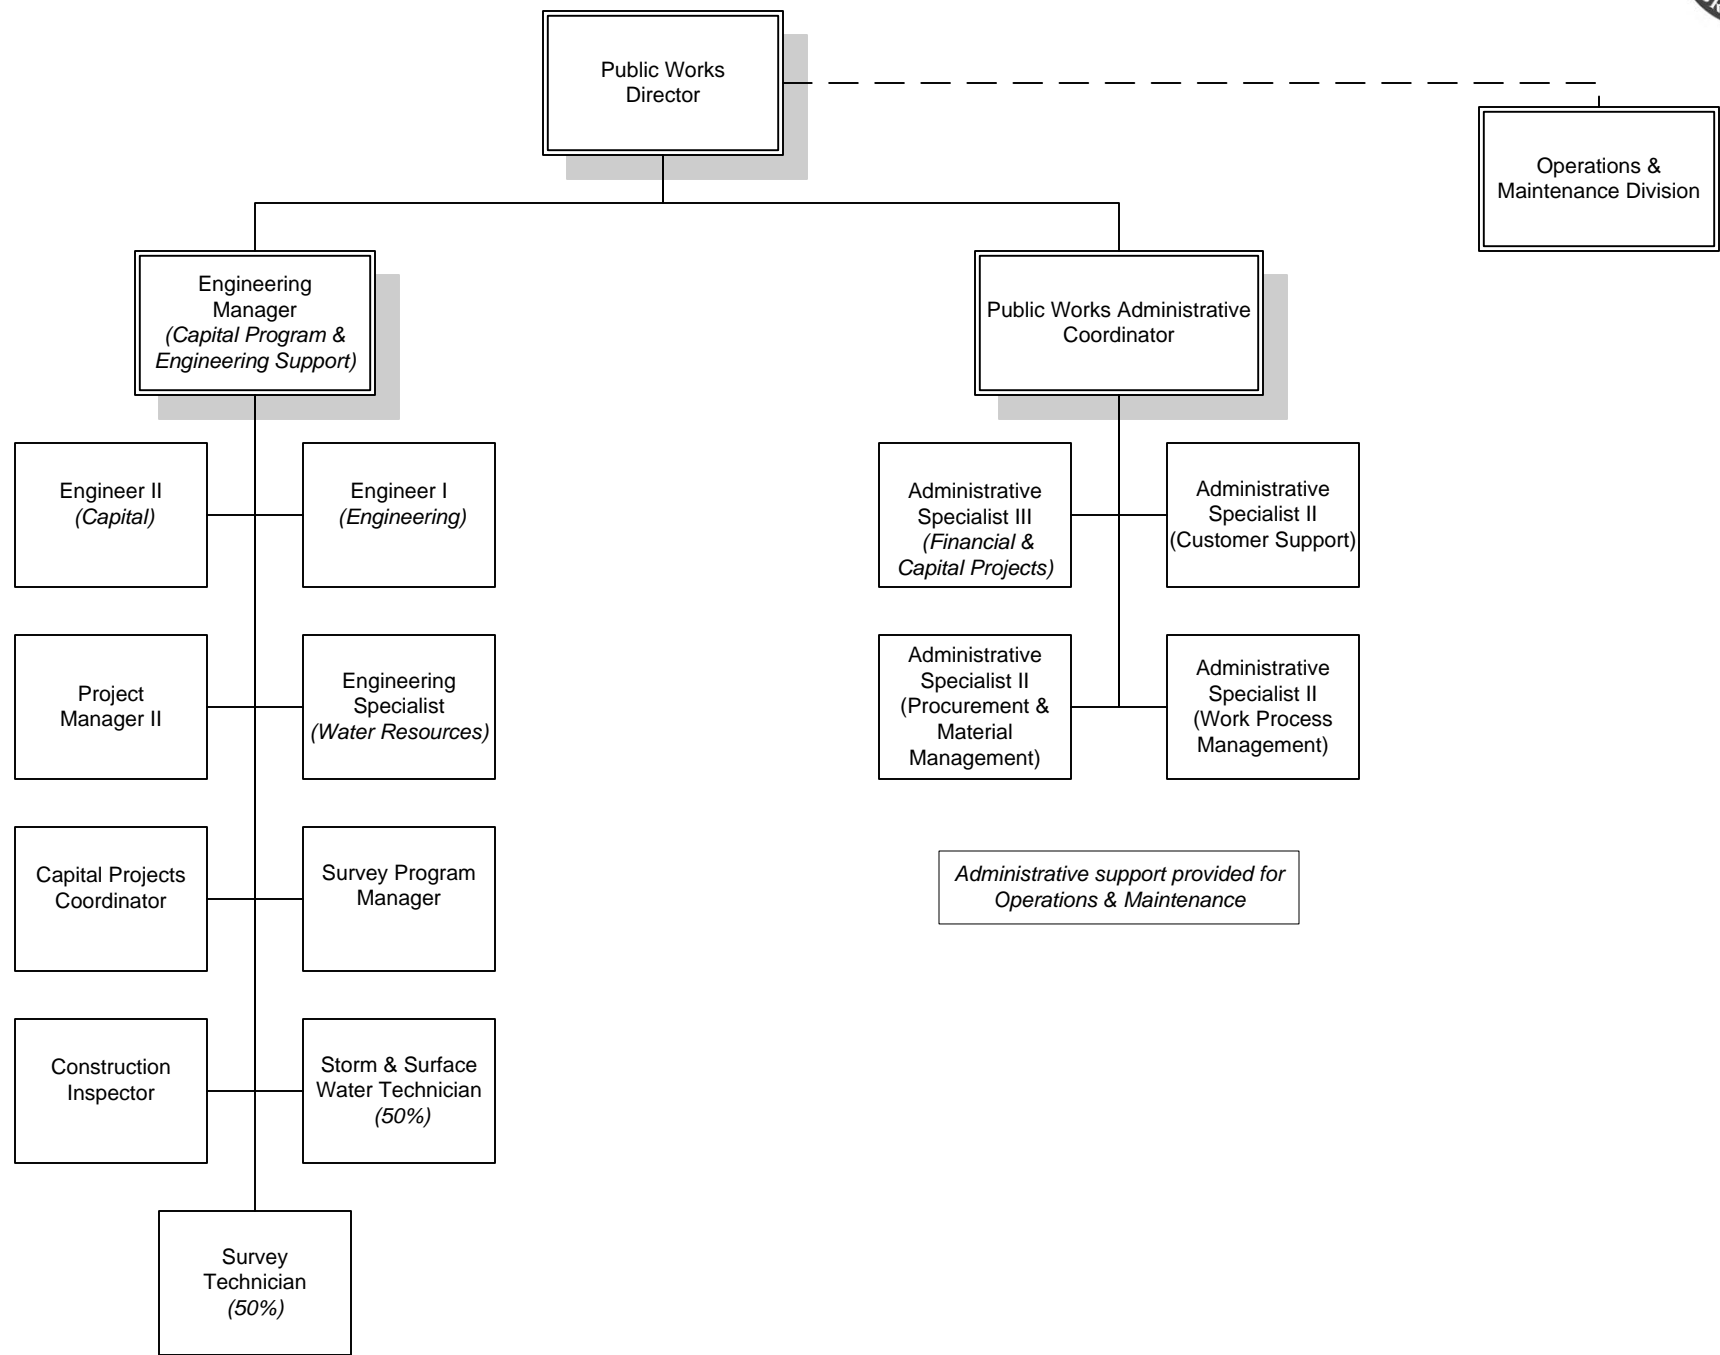 Public Works
Director
Operations &
Maintenance Division
Engineering
Manager
(Capital Program &
Engineering Support)
Public Works Administrative
Coordinator
Engineer II
(Capital)
Engineer I
(Engineering)
Administrative
Specialist III
(Financial &
Capital Projects)
Administrative
Specialist II
(Customer Support)
Project
Manager II
Engineering
Specialist
(Water Resources)
Administrative
Specialist II
(Procurement &
Material
Management)
Administrative
Specialist II
(Work Process
Management)
Capital Projects
Coordinator
Survey Program
Manager
Administrative support provided for
Operations & Maintenance
Construction
Inspector
Storm & Surface
Water Technician
(50%)
Survey
Technician
(50%)